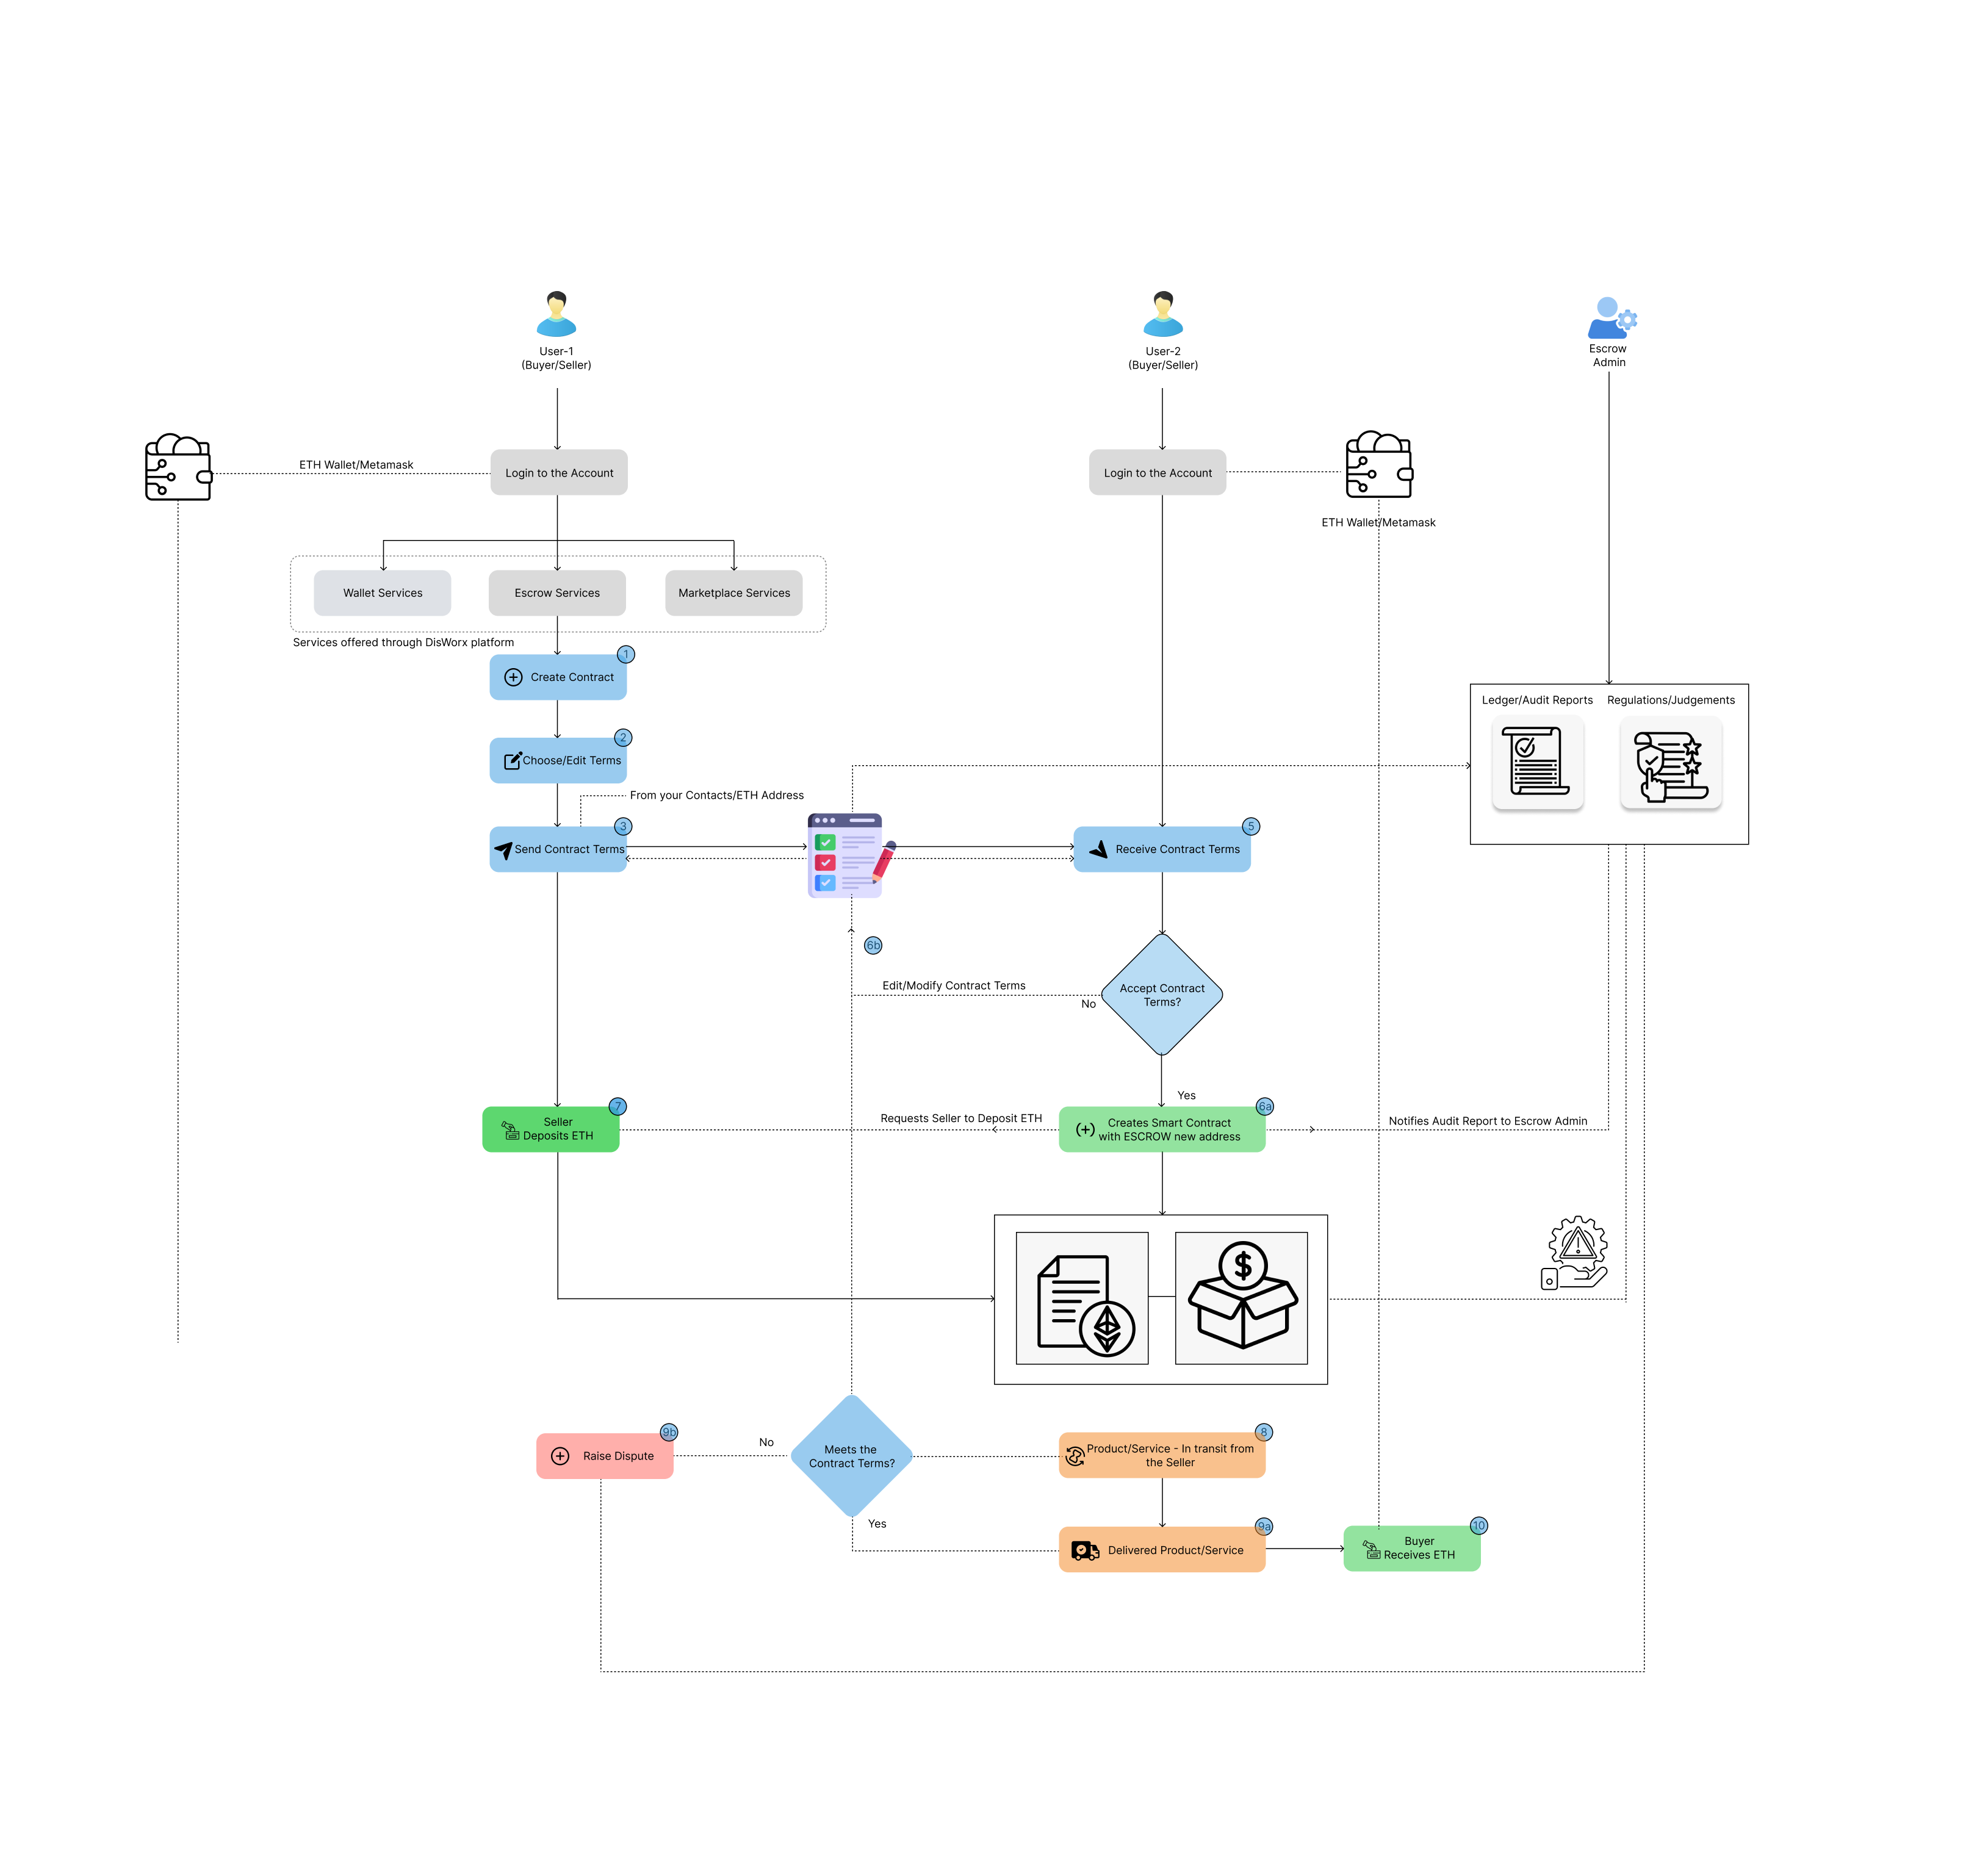 User-1
(Buyer/Seller)
User-2
(Buyer/Seller)
Escrow
Admin
ETH Wallet/Metamask
Login to the Account
Login to the Account
ETH Wallet/Metamask
Wallet Services
Escrow Services
Marketplace Services
Services offered through DisWorx platform
1
Create Contract
Ledger/Audit Reports
Regulations/Judgements
2
Choose/Edit Terms
From your Contacts/ETH Address
3
Send Contract Terms
5
Receive Contract Terms
6b
Edit/Modify Contract Terms
No
Accept Contract
Terms?
Yes
7
Seller
Deposits ETH
Requests Seller to Deposit ETH
6a
Creates Smart Contract
with ESCROW new address
Notifies Audit Report to Escrow Admin
$
9b
Raise Dispute
No
Meets the
Contract Terms?
8
Product/Service - In transit from
the Seller
Yes
9a
Delivered Product/Service
10
Buyer
Receives ETH